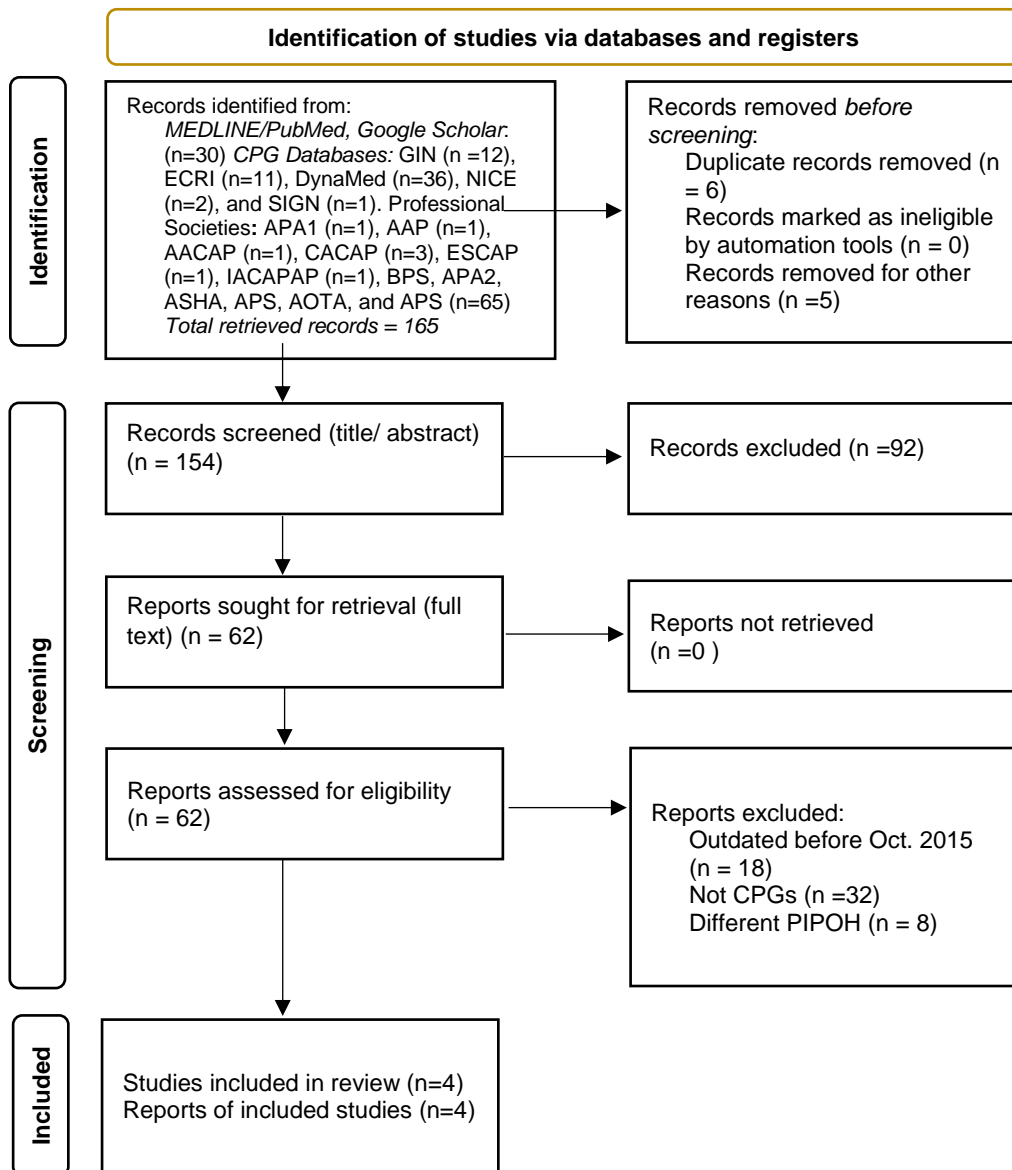 Identification of studies via databases and registers
Identification
Records identified from:
MEDLINE/PubMed, Google Scholar:
(n=30) CPG Databases: GIN (n =12),
ECRI (n=11), DynaMed (n=36), NICE
(n=2), and SIGN (n=1). Professional
Societies: APA1 (n=1), AAP (n=1),
AACAP (n=1), CACAP (n=3), ESCAP
(n=1), IACAPAP (n=1), BPS, APA2,
ASHA, APS, AOTA, and APS (n=65)
Total retrieved records = 165
Records removed before
screening:
Duplicate records removed (n
= 6)
Records marked as ineligible
by automation tools (n = 0)
Records removed for other
reasons (n =5)
Screening
Records screened (title/ abstract)
(n = 154)
Records excluded (n =92)
Reports sought for retrieval (full
text) (n = 62)
Reports not retrieved
(n =0 )
Reports assessed for eligibility
(n = 62)
Reports excluded:
Outdated before Oct. 2015
(n = 18)
Not CPGs (n =32)
Different PIPOH (n = 8)
Included
Studies included in review (n=4)
Reports of included studies (n=4)